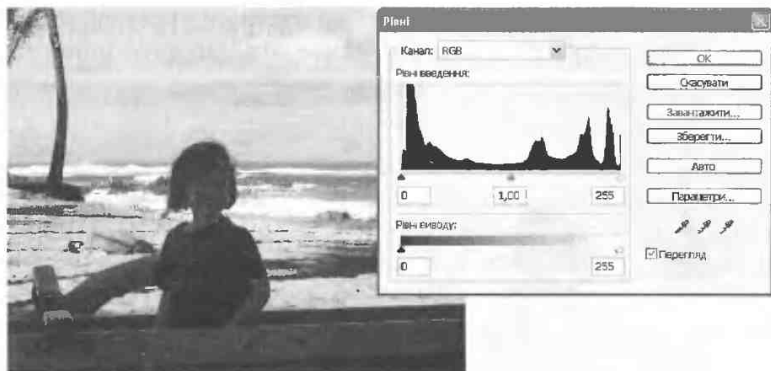 Рівні
Канал: RGB
Рівні введення:
0 1,00 255
Рівні виводу:
0 255
OK
Скасувати
Завантажити...
Зберегти...
Авто
Параметри...
Перегляд